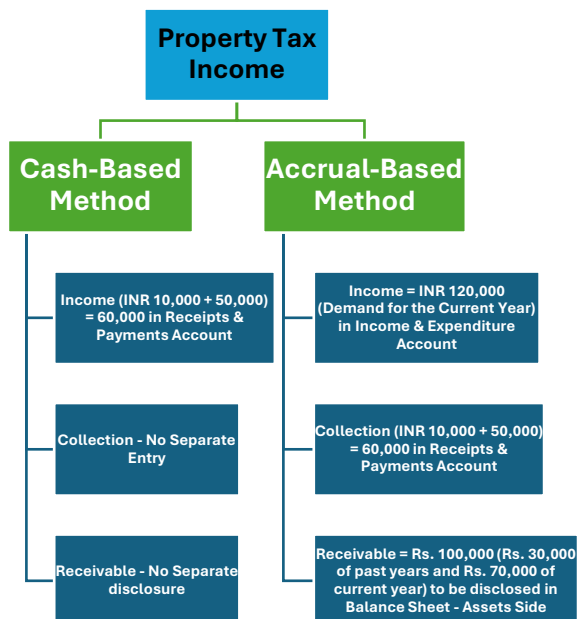 Property Tax
Income
Cash-Based
Method
Accrual-Based
Method
Income (INR 10,000 + 50,000)
= 60,000 in Receipts &
Payments Account
Income = INR 120,000
(Demand for the Current Year)
in Income & Expenditure
Account
Collection - No Separate
Entry
Collection (INR 10,000 + 50,000)
= 60,000 in Receipts &
Payments Account
Receivable - No Separate
disclosure
Receivable = Rs. 100,000 (Rs. 30,000
of past years and Rs. 70,000 of
current year) to be disclosed in
Balance Sheet - Assets Side